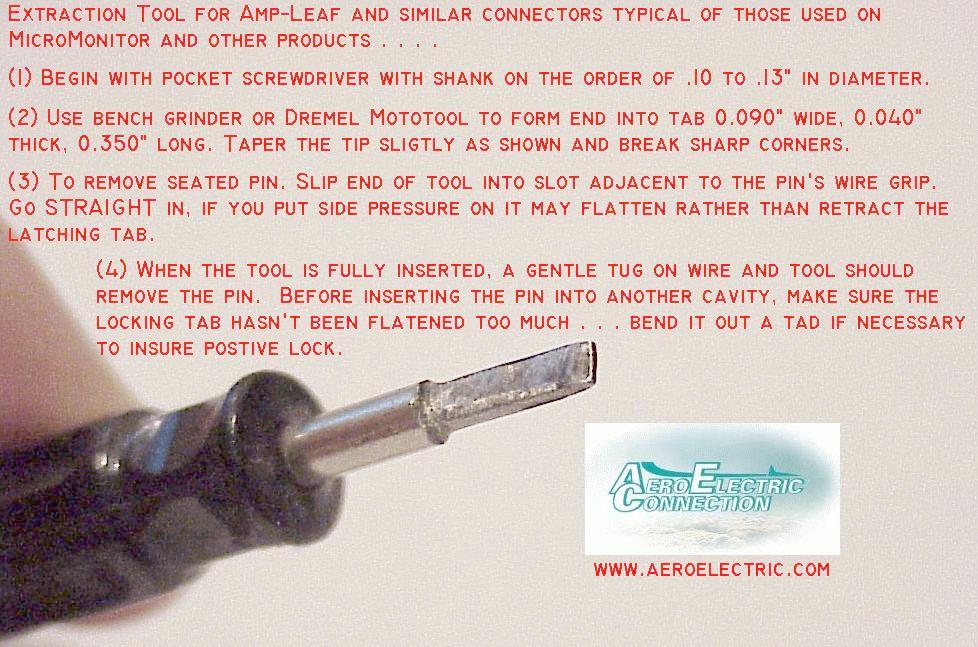 Extraction Tool for Amp-Leaf and similar connectors typical of those used on
MicroMonitor and other products . . . .
(1) Begin with pocket screwdriver with shank on the order of .10 to .13" in diameter.
(2) Use bench grinder or Dremel Mototool to form end into tab 0.090" wide, 0.040"
thick, 0.350" long. Taper the tip sligtly as shown and break sharp corners.
(3) To remove seated pin. Slip end of tool into slot adjacent to the pin's wire grip.
Go STRAIGHT in, if you put side pressure on it may flatten rather than retract the
latching tab.
(4) When the tool is fully inserted, a gentle tug on wire and tool should
remove the pin. Before inserting the pin into another cavity, make sure the
locking tab hasn't been flatened too much . . . bend it out a tad if necessary
to insure postive lock.
AeroElectric
Connection
www.aeroelectric.com